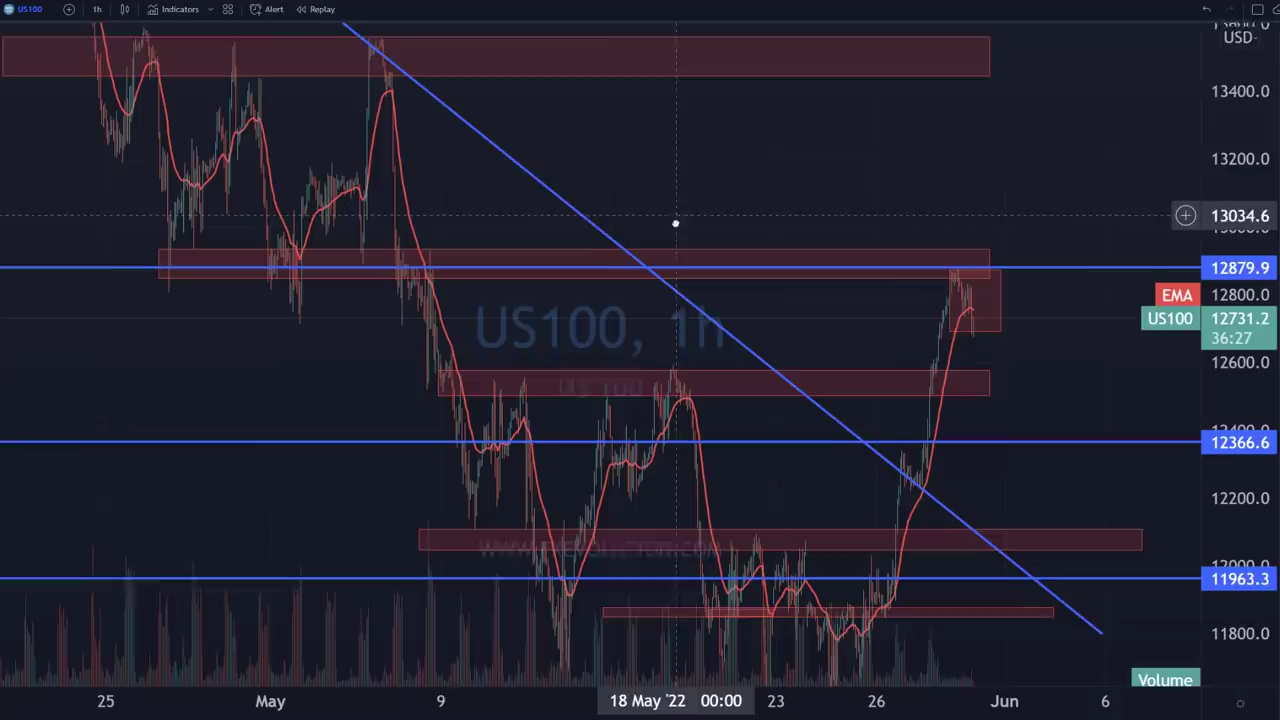 US100 1h Indicators Alert Replay
USD
13400.0
13200.0
13034.6
12879.9
EMA 12800.0
US100 12731.2
36:27
US100, 1h
12600.0
US 100
12366.6
12200.0
11963.3
11800.0
Volume
25 May 9 18 May '22 00:00 23 26 Jun 6